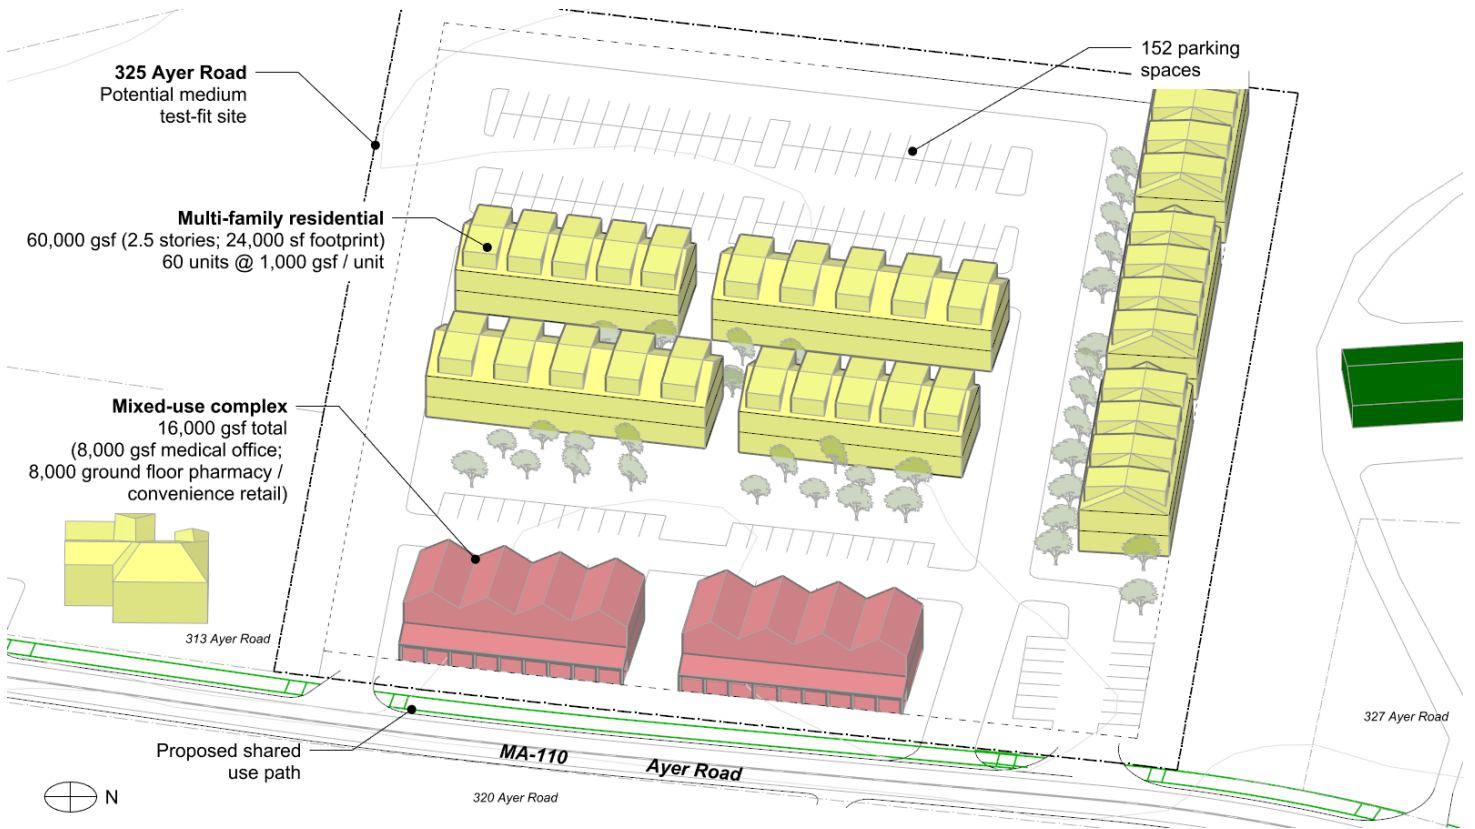 152 parking
spaces
325 Ayer Road
Potential medium
test-fit site
Multi-family residential
60,000 gsf (2.5 stories; 24,000 sf footprint)
60 units @ 1,000 gsf / unit
Mixed-use complex
16,000 gsf total
(8,000 gsf medical office;
8,000 ground floor pharmacy /
convenience retail)
313 Ayer Road
327 Ayer Road
Proposed shared
use path
MA-110
Ayer Road
320 Ayer Road
N